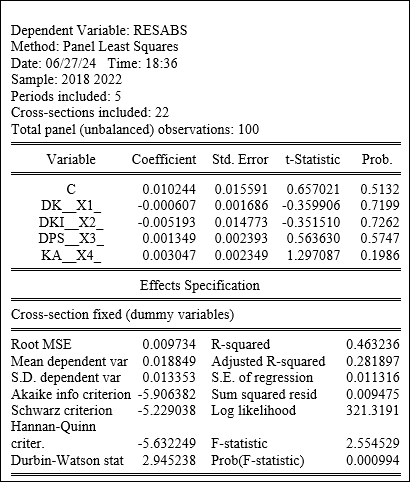 Dependent Variable: RESABS
Method: Panel Least Squares
Date: 06/27/24 Time: 18:36
Sample: 2018 2022
Periods included: 5
Cross-sections included: 22
Total panel (unbalanced) observations: 100
Variable Coefficient Std. Error t-Statistic Prob.
C 0.010244 0.015591 0.657021 0.5132
DK__X1_ -0.000607 0.001686 -0.359906 0.7199
DKI__X2_ -0.005193 0.014773 -0.351510 0.7262
DPS__X3_ 0.001349 0.002393 0.563630 0.5747
KA__X4_ 0.003047 0.002349 1.297087 0.1986
Effects Specification
Cross-section fixed (dummy variables)
Root MSE 0.009734 R-squared 0.463236
Mean dependent var 0.018849 Adjusted R-squared 0.281897
S.D. dependent var 0.013353 S.E. of regression 0.011316
Akaike info criterion -5.906382 Sum squared resid 0.009475
Schwarz criterion -5.229038 Log likelihood 321.3191
Hannan-Quinn
criter. -5.632249 F-statistic 2.554529
Durbin-Watson stat 2.945238 Prob(F-statistic) 0.000994